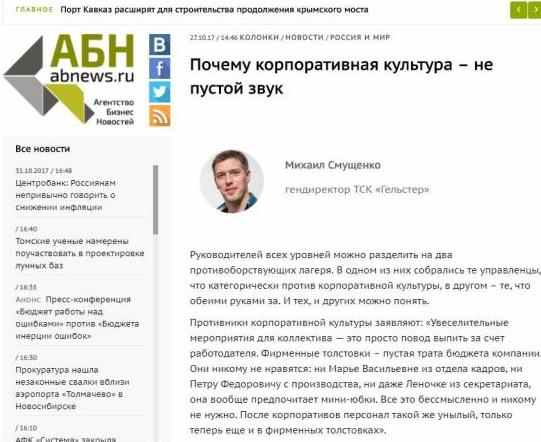 ГЛАВНОЕ Порт Кавказ расширят для строительства продолжения крымского моста
АБН
abnews.ru
Агентство
Бизнес
Новостей
27.10.17 / 14:46 КОЛОНКИ / НОВОСТИ / РОССИЯ И МИР
Почему корпоративная культура – не
пустой звук
Все новости
31.10.2017 / 16:48
Центробанк: Россиянам
непривычно говорить о
снижении инфляции
/ 16:40
Томские ученые намерены
поучаствовать в проектировке
лунных баз
/ 16:35
Анонс Пресс-конференция
«Бюджет работы над
ошибками» против «Бюджета
инерции ошибок»
/ 16:30
Прокуратура нашла
незаконные свалки вблизи
аэропорта «Толмачево» в
Новосибирске
/ 16:10
АФК «Система» закрыла
Михаил Смущенко
гендиректор ТСК «Гельстер»
Руководителей всех уровней можно разделить на два
противоборствующих лагеря. В одном из них собрались те управленцы,
что категорически против корпоративной культуры, в другом – те, что
обеими руками за. И тех, и других можно понять.
Противники корпоративной культуры заявляют: «Увеселительные
мероприятия для коллектива — это просто повод выпить за счет
работодателя. Фирменные толстовки – пустая трата бюджета компании.
Они никому не нравятся: ни Марье Васильевне из отдела кадров, ни
Петру Федоровичу с производства, ни даже Леночке из секретариата,
она вообще предпочитает мини-юбки. Все это бессмысленно и никому
не нужно. После корпоративов персонал такой же унылый, только
теперь еще и в фирменных толстовках».